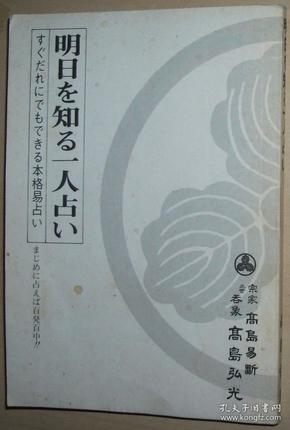 明日を知る一人占い
すぐだれにでもできる本格易占い
まじめに占えば百発百中!!
宗家 高島易断
呑象 高島弘光
孔夫子旧书网